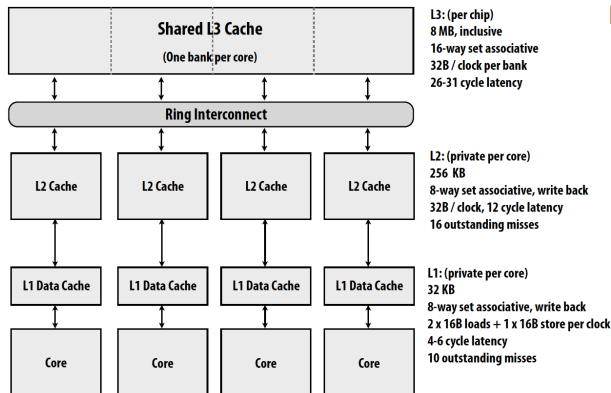 Shared L3 Cache
(One bank per core)
L3: (per chip)
8 MB, inclusive
16-way set associative
32B / clock per bank
26-31 cycle latency
Ring Interconnect
L2 Cache
L2 Cache
L2 Cache
L2 Cache
L2: (private per core)
256 KB
8-way set associative, write back
32B / clock, 12 cycle latency
16 outstanding misses
L1 Data Cache
L1 Data Cache
L1 Data Cache
L1 Data Cache
L1: (private per core)
32 KB
8-way set associative, write back
2 x 16B loads + 1 x 16B store per clock
4-6 cycle latency
10 outstanding misses
Core
Core
Core
Core